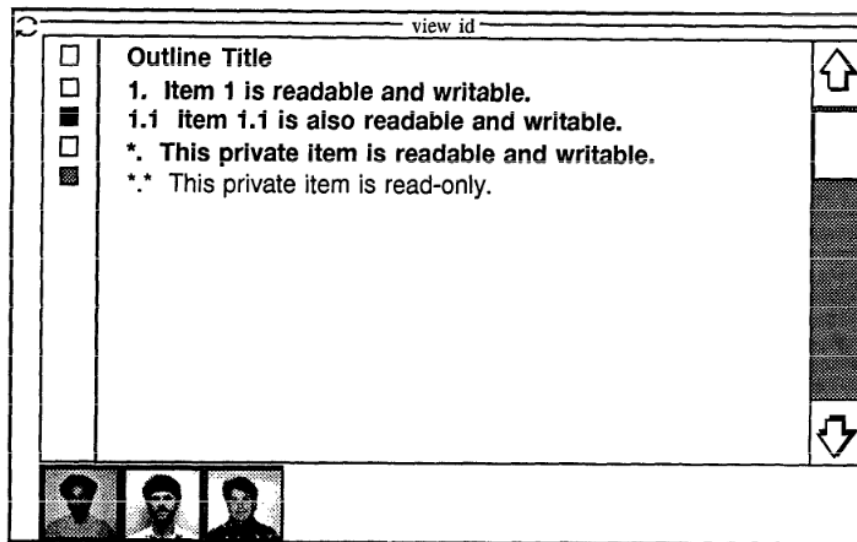 view id
Outline Title
1. Item 1 is readable and writable.
1.1 item 1.1 is also readable and writable.
*. This private item is readable and writable.
*.* This private item is read-only.